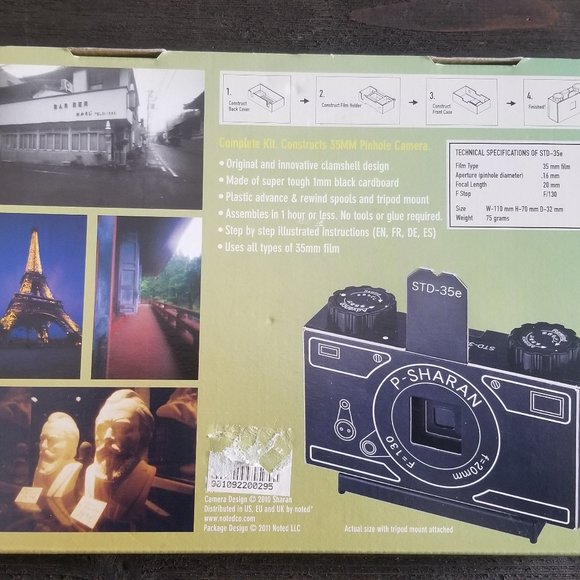 BAR BER
1.
Construct
Back Cover
2.
Construct Film Holder
3.
Construct
Front Case
4.
Finished!
Complete Kit. Constructs 35MM Pinhole Camera.
• Original and innovative clamshell design
• Made of super tough 1mm black cardboard
• Plastic advance & rewind spools and tripod mount
• Assembles in 1 hour or less. No tools or glue required.
• Step by step illustrated instructions (EN, FR, DE, ES)
• Uses all types of 35mm film
TECHNICAL SPECIFICATIONS OF STD-35e
Film Type 35 mm film
Aperture (pinhole diameter) .16 mm
Focal Length 20 mm
F Stop F/130
Size W-110 mm H-70 mm D-32 mm
Weight 75 grams
STD-35e
STD-35
P-SHARAN
F=130
f=20mm
901092200295
Camera Design © 2010 Sharan
Distributed in US, EU and UK by noted*
www.notedco.com
Package Design © 2011 Noted LLC
Actual size with tripod mount attached